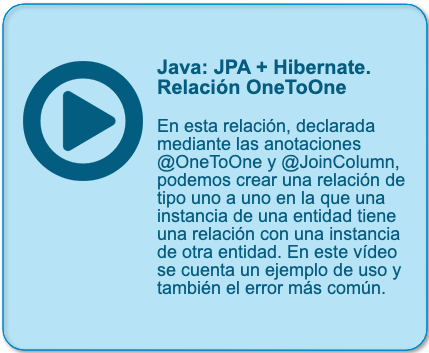 Java: JPA + Hibernate.
Relación OneToOne
En esta relación, declarada
mediante las anotaciones
@OneToOne y @JoinColumn,
podemos crear una relación de
tipo uno a uno en la que una
instancia de una entidad tiene
una relación con una instancia
de otra entidad. En este vídeo
se cuenta un ejemplo de uso y
también el error más común.